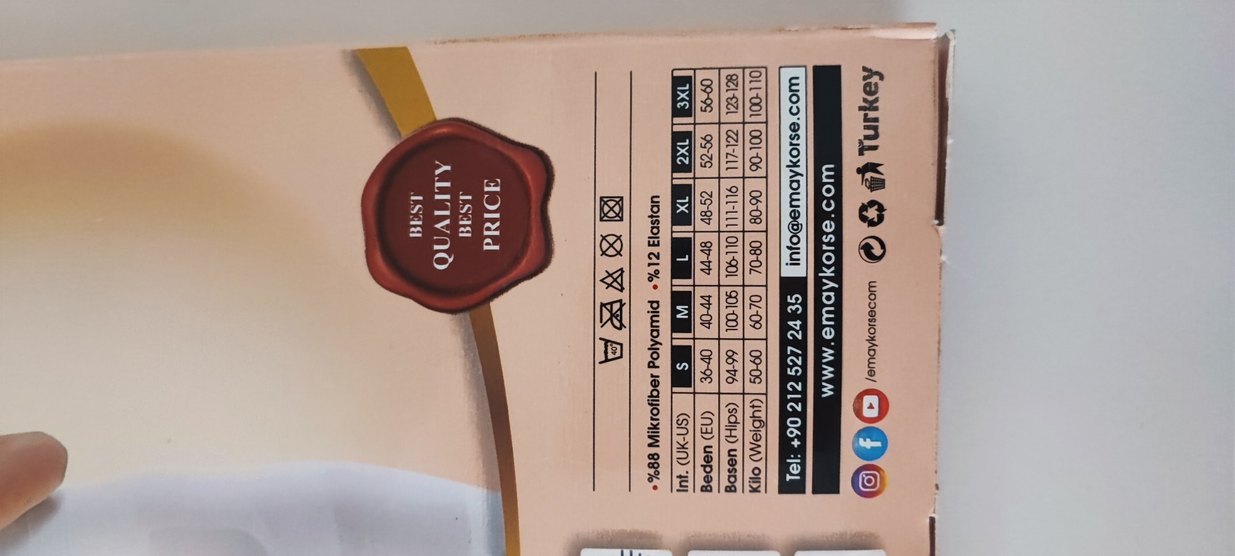 BEST
QUALITY
BEST
PRICE
40°
•%88 Mikrofiber Polyamid •%12 Elastan
Int. (UK-US) S M L XL 2XL 3XL
Beden (EU) 36-40 40-44 44-48 48-52 52-56 56-60
Basen (Hips) 94-99 100-105 106-110 111-116 117-122 123-128
Kilo (Weight) 50-60 60-70 70-80 80-90 90-100 100-110
Tel: +90 212 527 24 35 info@emaykorse.com
www.emaykorse.com
/emaykorsecom Turkey